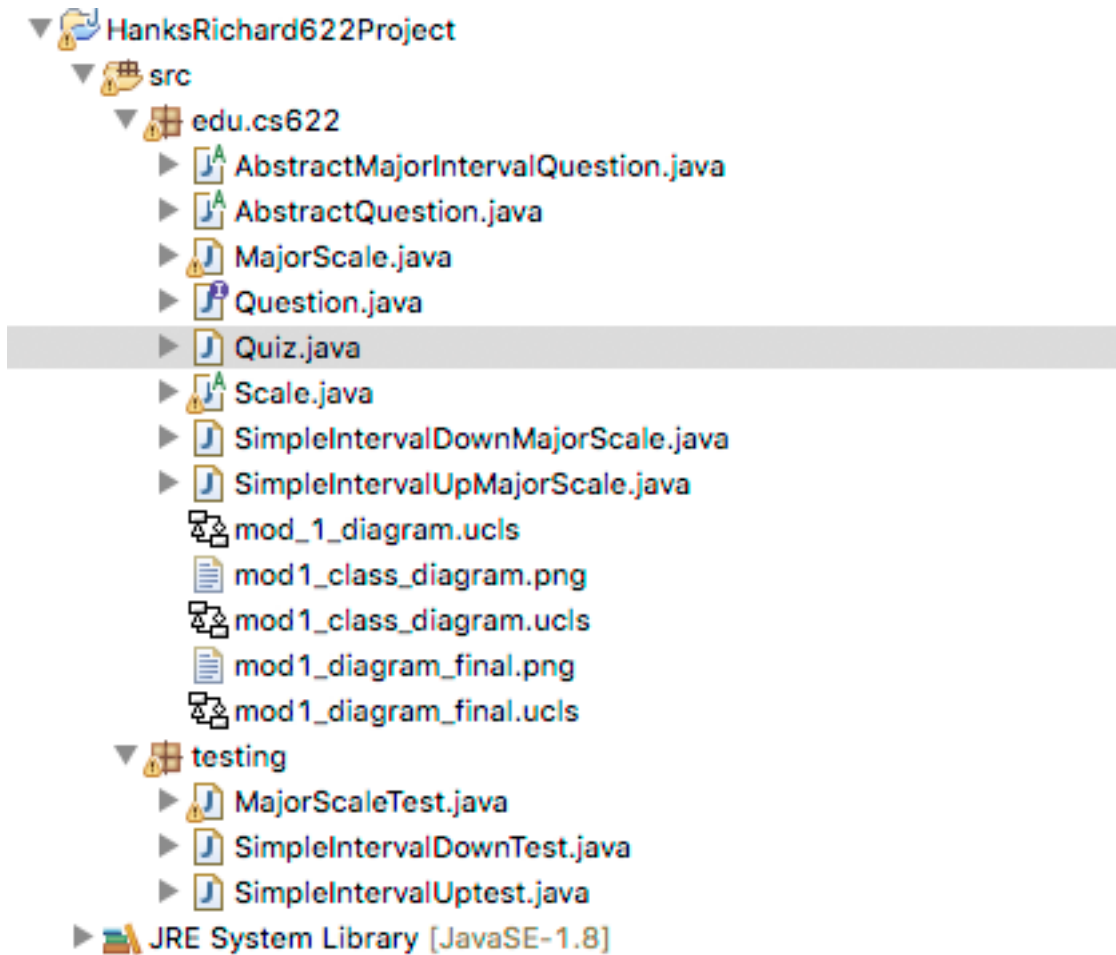 HanksRichard622Project
src
edu.cs622
AbstractMajorIntervalQuestion.java
AbstractQuestion.java
MajorScale.java
Question.java
Quiz.java
Scale.java
SimpleIntervalDownMajorScale.java
SimpleIntervalUpMajorScale.java
mod_1_diagram.ucls
mod1_class_diagram.png
mod1_class_diagram.ucls
mod1_diagram_final.png
mod1_diagram_final.ucls
testing
MajorScaleTest.java
SimpleIntervalDownTest.java
SimpleIntervalUptest.java
JRE System Library [JavaSE-1.8]